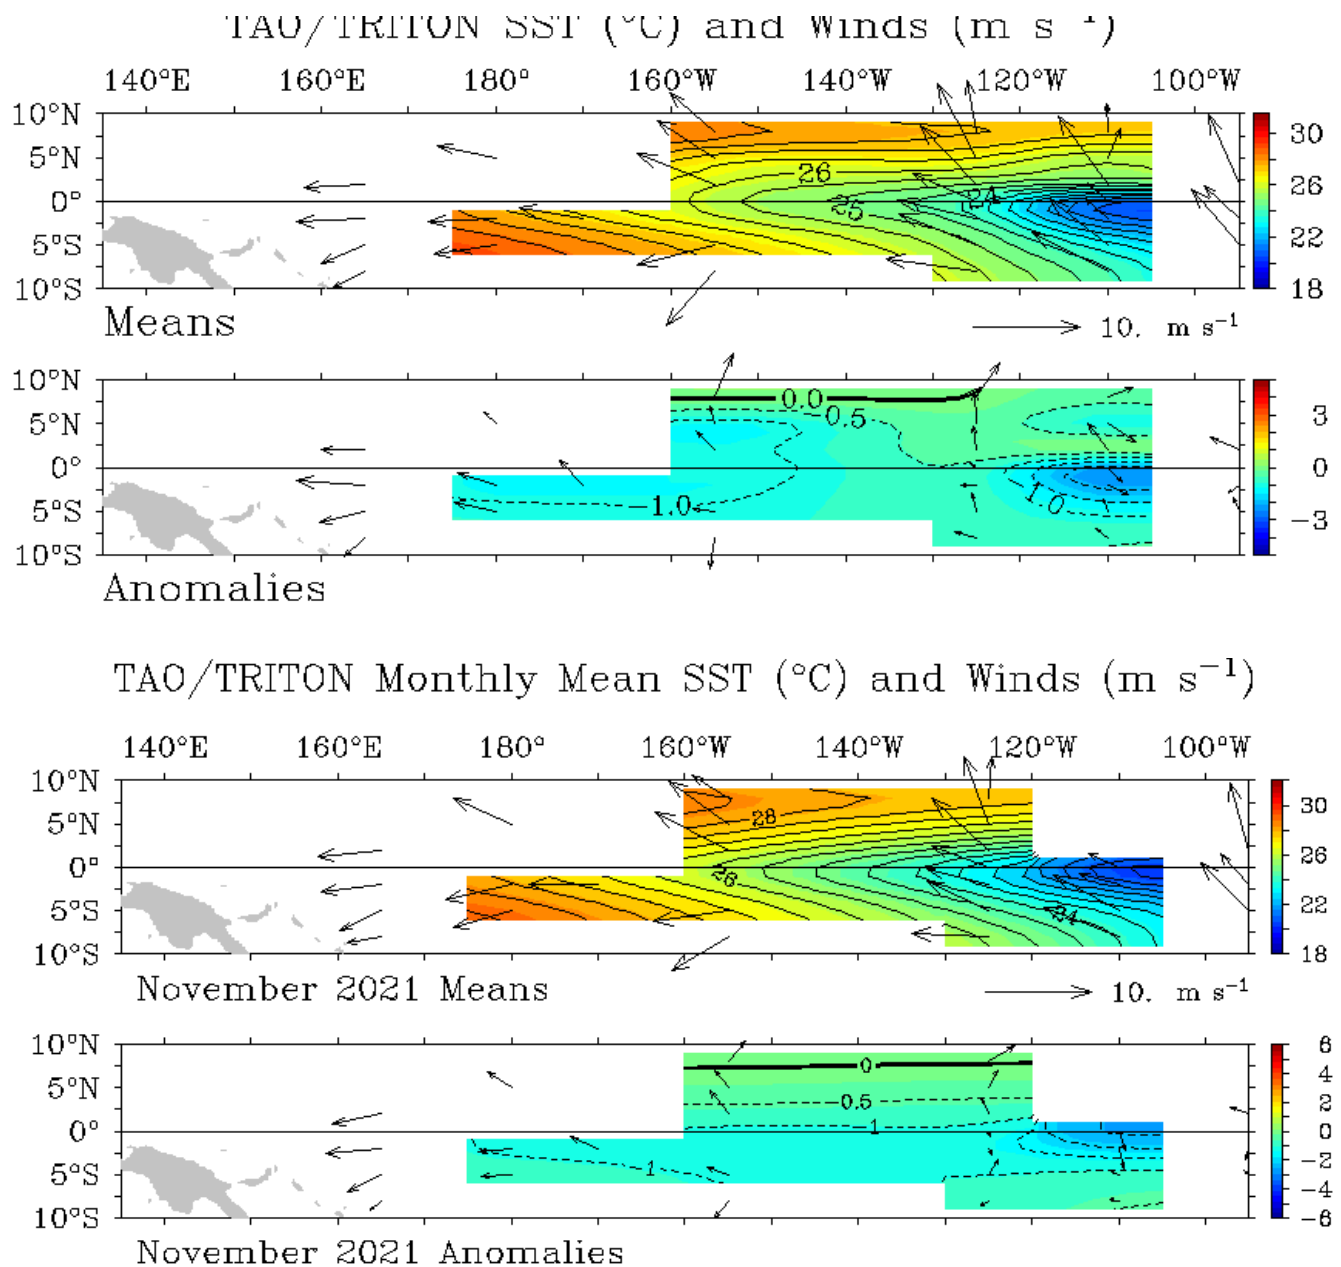 TAO/TRITON SST (°C) and Winds (m s⁻¹)
140°E 160°E 180° 160°W 140°W 120°W 100°W
10°N
5°N
0°
5°S
10°S
26
25
24
30
26
22
18
Means
10. m s⁻¹
10°N
5°N
0°
5°S
10°S
0.0
-0.5
-1.0
-1.0
3
0
-3
Anomalies
TAO/TRITON Monthly Mean SST (°C) and Winds (m s⁻¹)
140°E 160°E 180° 160°W 140°W 120°W 100°W
10°N
5°N
0°
5°S
10°S
28
26
24
30
26
22
18
November 2021 Means
10. m s⁻¹
10°N
5°N
0°
5°S
10°S
0
-0.5
-1
1
6
4
2
0
-2
-4
-6
November 2021 Anomalies